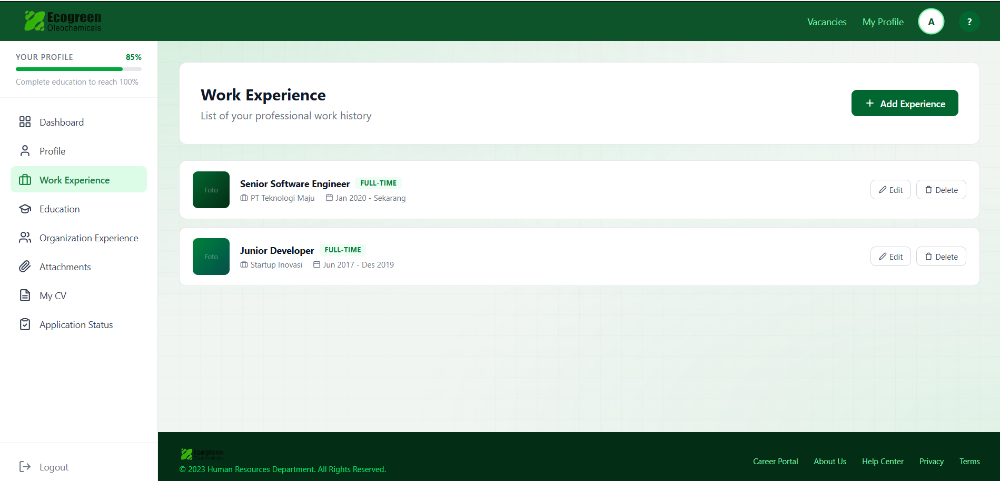 Ecogreen
Oleochemicals
Vacancies
My Profile
A
?
YOUR PROFILE
85%
Complete education to reach 100%
Dashboard
Profile
Work Experience
Education
Organization Experience
Attachments
My CV
Application Status
Logout
Work Experience
List of your professional work history
+ Add Experience
Foto
Senior Software Engineer
FULL-TIME
PT Teknologi Maju
Jan 2020 - Sekarang
Edit
Delete
Foto
Junior Developer
FULL-TIME
Startup Inovasi
Jun 2017 - Des 2019
Edit
Delete
Ecogreen
Oleochemicals
© 2023 Human Resources Department. All Rights Reserved.
Career Portal
About Us
Help Center
Privacy
Terms